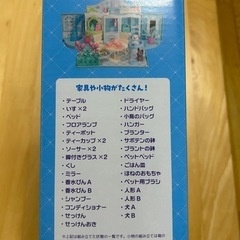 家具や小物がたくさん!
・テーブル
・いす×2
・ベッド
・フロアランプ
・ティーポット
・ティーカップ×2
・ソーサー×2
・脚付きグラス×2
・くし
・ミラー
・香水びんA
・香水びんB
・シャンプー
・コンディショナー
・せっけん
・せっけんおき
・ドライヤー
・ハンドバッグ
・小鳥のバッグ
・ハンガー
・プランター
・サボテンの鉢
・プラントの鉢
・ペットベッド
・ごはん皿
・ほねのおもちゃ
・ペット用ブラシ
・人形A
・人形B
・犬A
・犬B